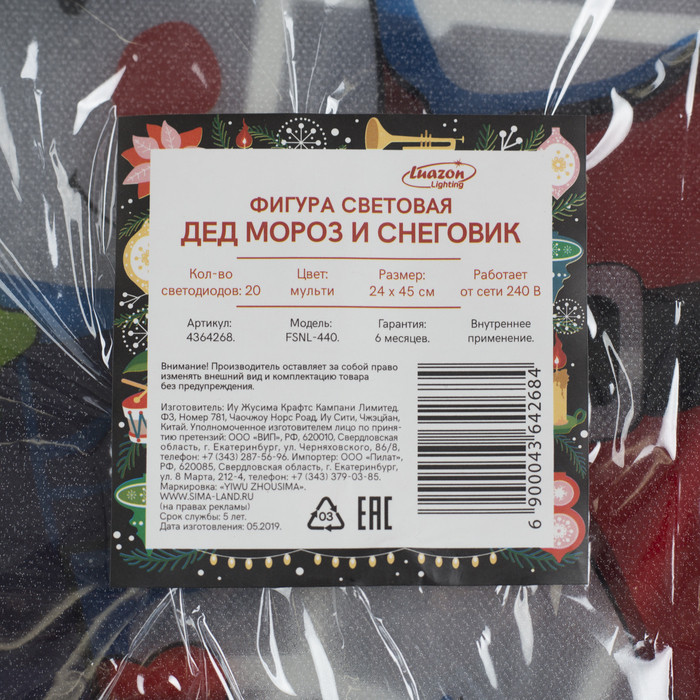 Luazon
Lighting
ФИГУРА СВЕТОВАЯ
ДЕД МОРОЗ И СНЕГОВИК
Кол-во светодиодов: 20
Цвет: мульти
Размер: 24 x 45 см
Работает от сети 240 В
Артикул: 4364268.
Модель: FSNL-440.
Гарантия: 6 месяцев.
Внутреннее применение.
Внимание! Производитель оставляет за собой право
изменять внешний вид и комплектацию товара
без предупреждения.
Изготовитель: Иу Жусима Крафтс Кампани Лимитед.
ФЗ, Номер 781, Чаочжоу Норс Роад, Иу Сити, Чжэцйан,
Китай. Уполномоченное изготовителем лицо по приня-
тию претензий: ООО «ВИП», РФ, 620010, Свердловская
область, г. Екатеринбург, ул. Черняховского, 86/8,
телефон: +7 (343) 287-56-96. Импортер: ООО «Пилат»,
РФ, 620085, Свердловская область, г. Екатеринбург,
ул. 8 Марта, 212-4, телефон: +7 (343) 379-03-85.
Маркировка: «YIWU ZHOUSIMA».
WWW.SIMA-LAND.RU
(на правах рекламы)
Срок службы: 5 лет.
Дата изготовления: 05.2019.
03
EAC
6 900043 642684